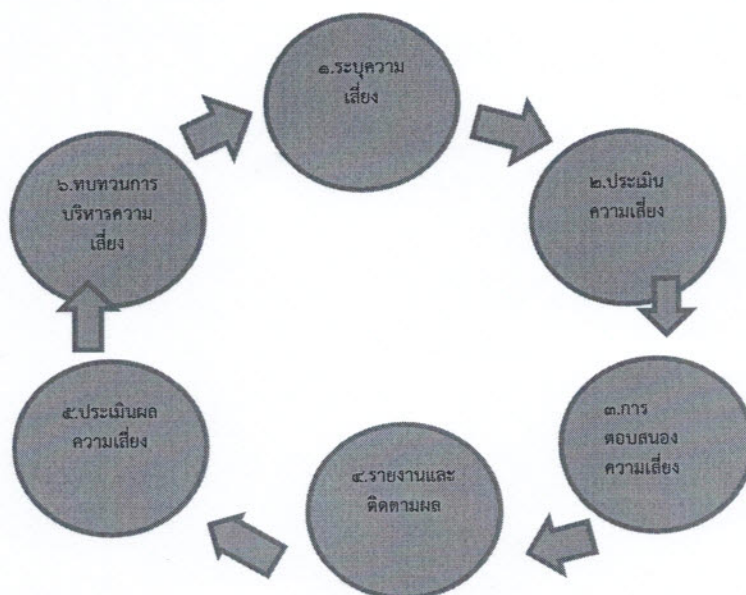 ๑.ระบุความ
เสี่ยง
๒.ประเมิน
ความเสี่ยง
๓.การ
ตอบสนอง
ความเสี่ยง
๔.รายงานและ
ติดตามผล
๕.ประเมินผล
ความเสี่ยง
๖.ทบทวนการ
บริหารความ
เสี่ยง